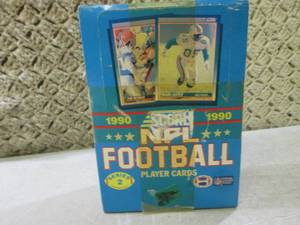 1990
SCORE
1990
NFL
FOOTBALL
PLAYER CARDS
SERIES
2